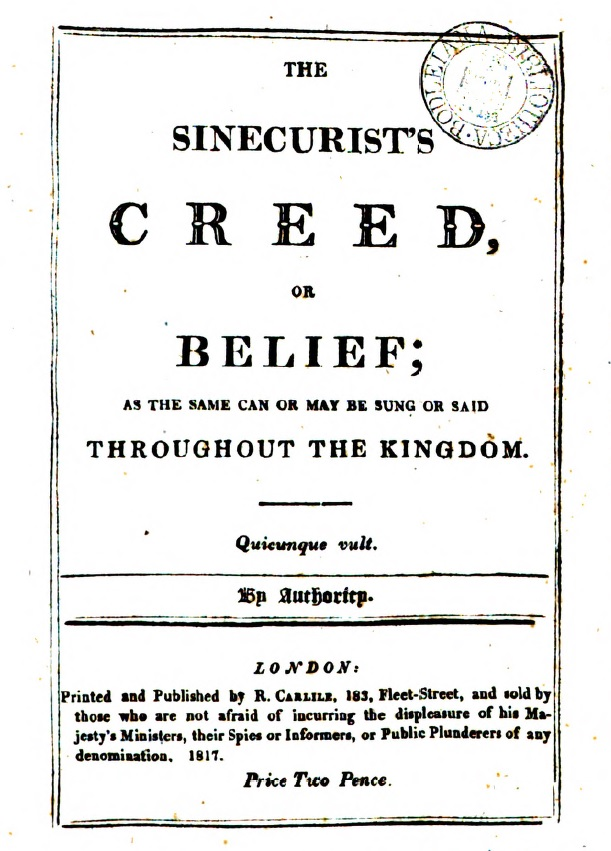 THE
SINECURIST'S
CREED,
OR
BELIEF;
AS THE SAME CAN OR MAY BE SUNG OR SAID
THROUGHOUT THE KINGDOM.
Quicunque vult.
By Authority.
LONDON:
Printed and Published by R. CARLILE, 183, Fleet-Street, and sold by
those who are not afraid of incurring the displeasure of his Ma-
jesty's Ministers, their Spies or Informers, or Public Plunderers of any
denomination. 1817.
Price Two Pence.
BIBLIOTHECA BODLEIANA